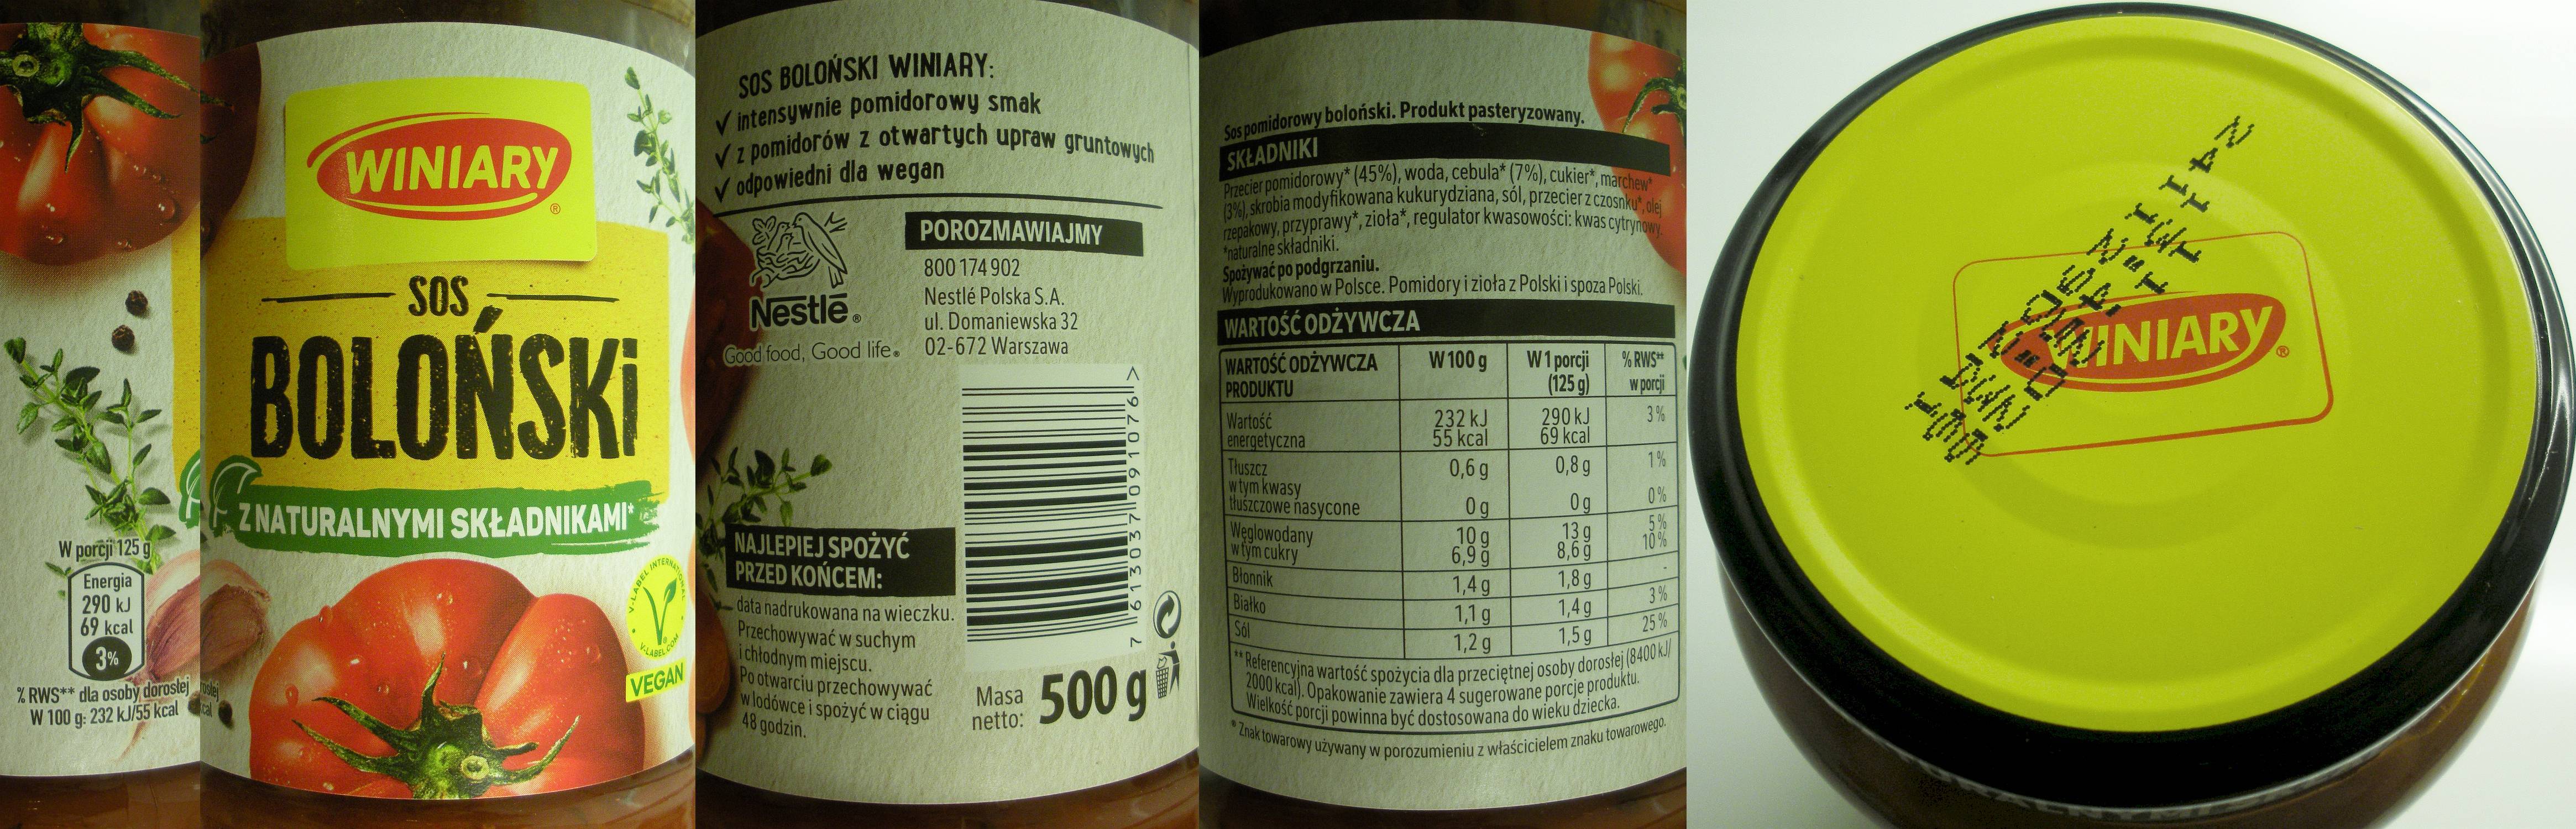 W porcji 125 g
Energia
290 kJ
69 kcal
3%
% RWS** dla osoby dorosłej
W 100 g: 232 kJ/55 kcal
WINIARY®
SOS
BOLOŃSKI
Z NATURALNYMI SKŁADNIKAMI*
V-LABEL INTERNATIONAL
V-LABEL.COM
VEGAN
SOS BOLOŃSKI WINIARY:
✓ intensywnie pomidorowy smak
✓ z pomidorów z otwartych upraw gruntowych
✓ odpowiedni dla wegan
Nestlé®
Good food, Good life®
POROZMAWIAJMY
800 174 902
Nestlé Polska S.A.
ul. Domaniewska 32
02-672 Warszawa
NAJLEPIEJ SPOŻYĆ
PRZED KOŃCEM:
data nadrukowana na wieczku.
Przechowywać w suchym
i chłodnym miejscu.
Po otwarciu przechowywać
w lodówce i spożyć w ciągu
48 godzin.
7 613037 091076 >
Masa
netto: 500 g
Sos pomidorowy boloński. Produkt pasteryzowany.
SKŁADNIKI
Przecier pomidorowy* (45%), woda, cebula* (7%), cukier*, marchew*
(3%), skrobia modyfikowana kukurydziana, sól, przecier z czosnku*, olej
rzepakowy, przyprawy*, zioła*, regulator kwasowości: kwas cytrynowy.
*naturalne składniki.
Spożywać po podgrzaniu.
Wyprodukowano w Polsce. Pomidory i zioła z Polski i spoza Polski.
WARTOŚĆ ODŻYWCZA
WARTOŚĆ ODŻYWCZA PRODUKTU W 100 g W 1 porcji (125 g) % RWS** w porcji
Wartość energetyczna 232 kJ 55 kcal 290 kJ 69 kcal 3%
Tłuszcz 0,6 g 0,8 g 1%
w tym kwasy tłuszczowe nasycone 0 g 0 g 0%
Węglowodany 10 g 13 g 5%
w tym cukry 6,9 g 8,6 g 10%
Błonnik 1,4 g 1,8 g -
Białko 1,1 g 1,4 g 3%
Sól 1,2 g 1,5 g 25%
** Referencyjna wartość spożycia dla przeciętnej osoby dorosłej (8400 kJ/
2000 kcal). Opakowanie zawiera 4 sugerowane porcje produktu.
Wielkość porcji powinna być dostosowana do wieku dziecka.
® Znak towarowy używany w porozumieniu z właścicielem znaku towarowego.
WINIARY®